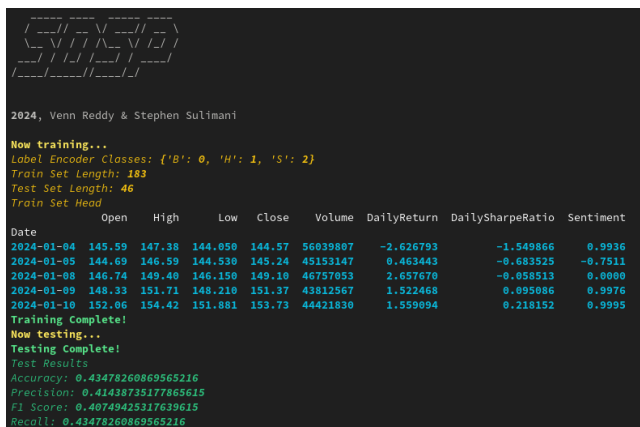 2024, Venn Reddy & Stephen Sulimani
Now training...
Label Encoder Classes: {'B': 0, 'H': 1, 'S': 2}
Train Set Length: 183
Test Set Length: 46
Train Set Head
Open High Low Close Volume DailyReturn DailySharpeRatio Sentiment
Date
2024-01-04 145.59 147.38 144.050 144.57 56039807 -2.626793 -1.549866 0.9936
2024-01-05 144.69 146.59 144.530 145.24 45153147 0.463443 -0.683525 -0.7511
2024-01-08 146.74 149.40 146.150 149.10 46757053 2.657670 -0.058513 0.0000
2024-01-09 148.33 151.71 148.210 151.37 43812567 1.522468 0.095086 0.9976
2024-01-10 152.06 154.42 151.881 153.73 44421830 1.559094 0.218152 0.9995
Training Complete!
Now testing...
Testing Complete!
Test Results
Accuracy: 0.43478260869565216
Precision: 0.41438735177865615
F1 Score: 0.40749425317639615
Recall: 0.43478260869565216